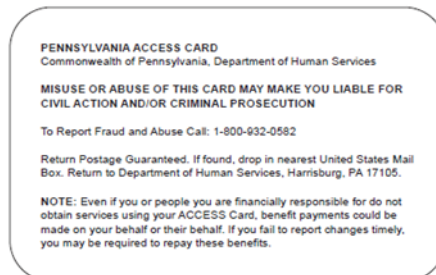 PENNSYLVANIA ACCESS CARD
Commonwealth of Pennsylvania, Department of Human Services
MISUSE OR ABUSE OF THIS CARD MAY MAKE YOU LIABLE FOR
CIVIL ACTION AND/OR CRIMINAL PROSECUTION
To Report Fraud and Abuse Call: 1-800-932-0582
Return Postage Guaranteed. If found, drop in nearest United States Mail
Box. Return to Department of Human Services, Harrisburg, PA 17105.
NOTE: Even if you or people you are financially responsible for do not
obtain services using your ACCESS Card, benefit payments could be
made on your behalf or their behalf. If you fail to report changes timely,
you may be required to repay these benefits.